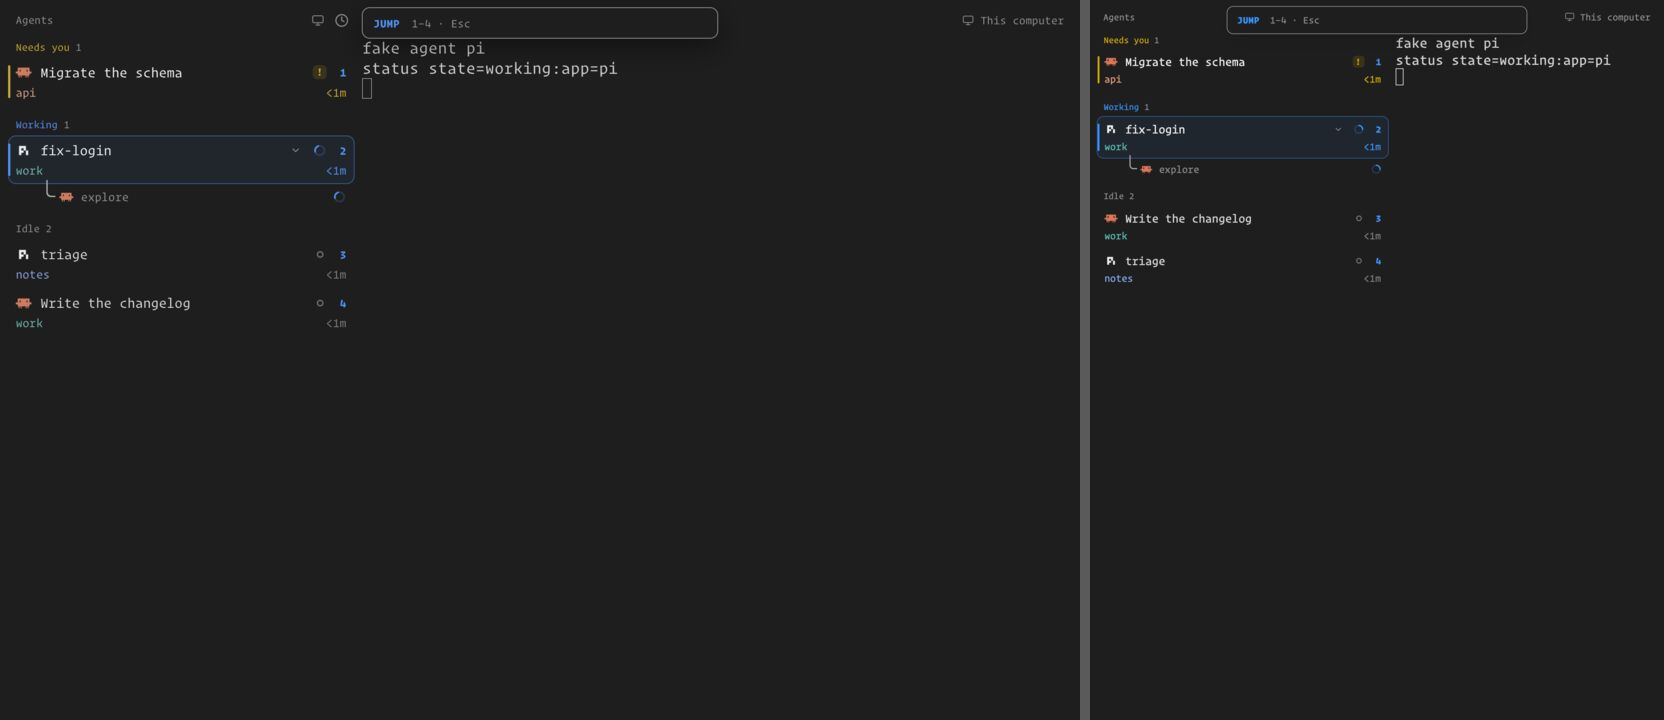 Agents
JUMP 1-4 · Esc
This computer
Needs you 1
Migrate the schema ! 1
api <1m
Working 1
fix-login 2
work <1m
explore
Idle 2
triage 3
notes <1m
Write the changelog 4
work <1m
fake agent pi
status state=working:app=pi
Agents
JUMP 1-4 · Esc
This computer
Needs you 1
Migrate the schema ! 1
api <1m
Working 1
fix-login 2
work <1m
explore
Idle 2
Write the changelog 3
work <1m
triage 4
notes <1m
fake agent pi
status state=working:app=pi